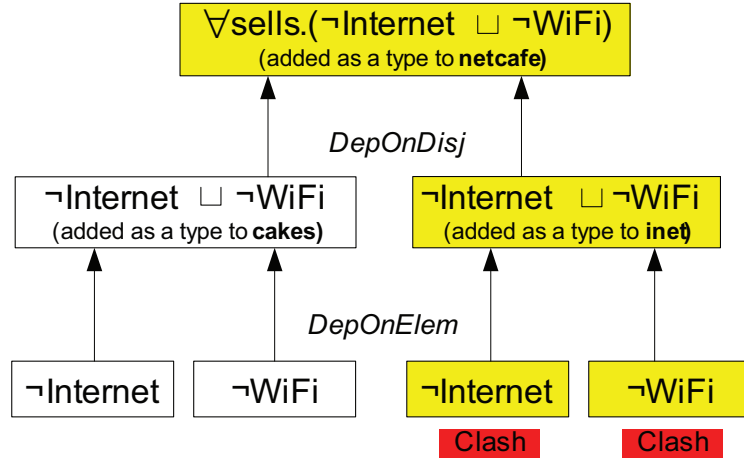 ∀sells.(¬Internet ⊔ ¬WiFi)
(added as a type to netcafe)
DepOnDisj
¬Internet ⊔ ¬WiFi
(added as a type to cakes)
¬Internet ⊔ ¬WiFi
(added as a type to inet)
DepOnElem
¬Internet
¬WiFi
¬Internet
¬WiFi
Clash
Clash